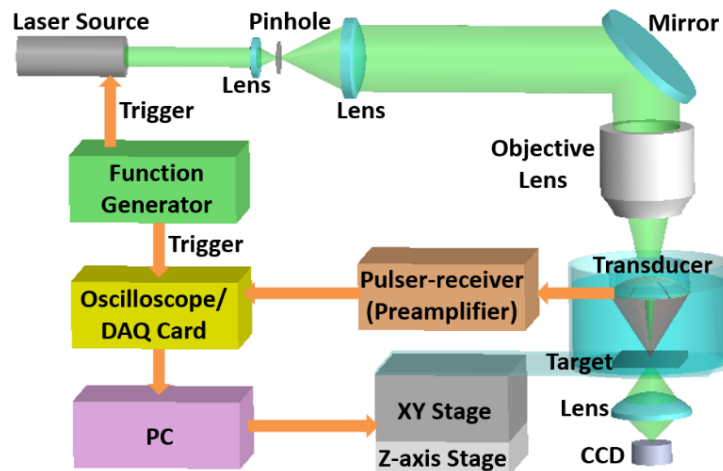 Laser Source
Pinhole
Mirror
Lens
Lens
Trigger
Objective
Lens
Function
Generator
Trigger
Transducer
Pulser-receiver
(Preamplifier)
Oscilloscope/
DAQ Card
Target
XY Stage
Lens
PC
Z-axis Stage
CCD